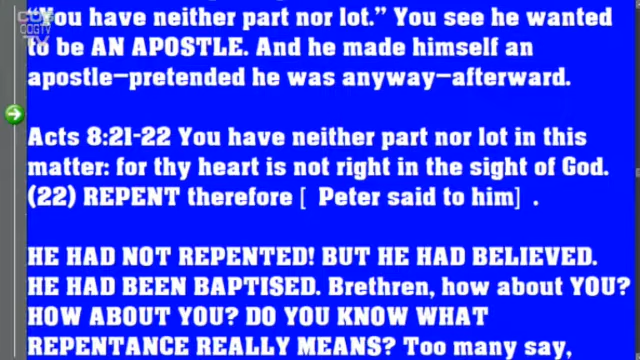 COG
COGTV
TV
"You have neither part nor lot." You see he wanted
to be AN APOSTLE. And he made himself an
apostle—pretended he was anyway—afterward.
Acts 8:21-22 You have neither part nor lot in this
matter: for thy heart is not right in the sight of God.
(22) REPENT therefore [ Peter said to him] .
HE HAD NOT REPENTED! BUT HE HAD BELIEVED.
HE HAD BEEN BAPTISED. Brethren, how about YOU?
HOW ABOUT YOU? DO YOU KNOW WHAT
REPENTANCE REALLY MEANS? Too many say,